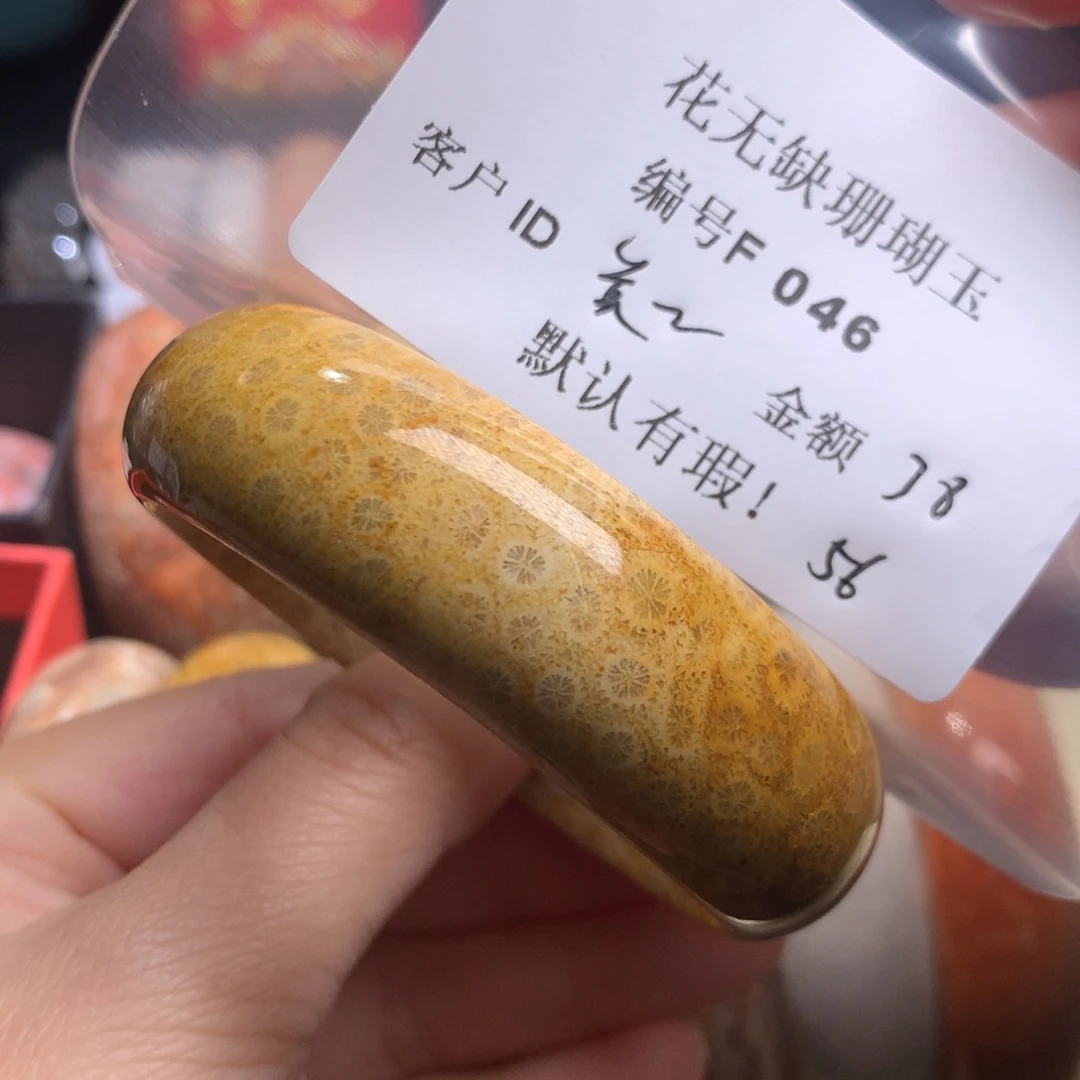 花无缺珊瑚玉
编号F 046
客户ID
金额 78
默认有瑕！
56